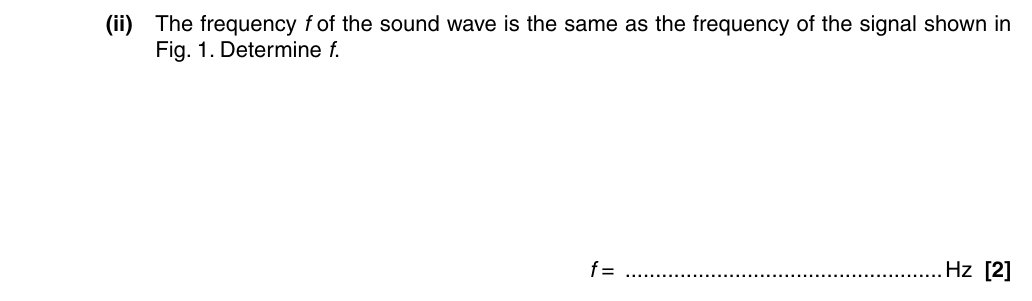 (ii) The frequency f of the sound wave is the same as the frequency of the signal shown in
Fig. 1. Determine f.
f = .................................................... Hz [2]